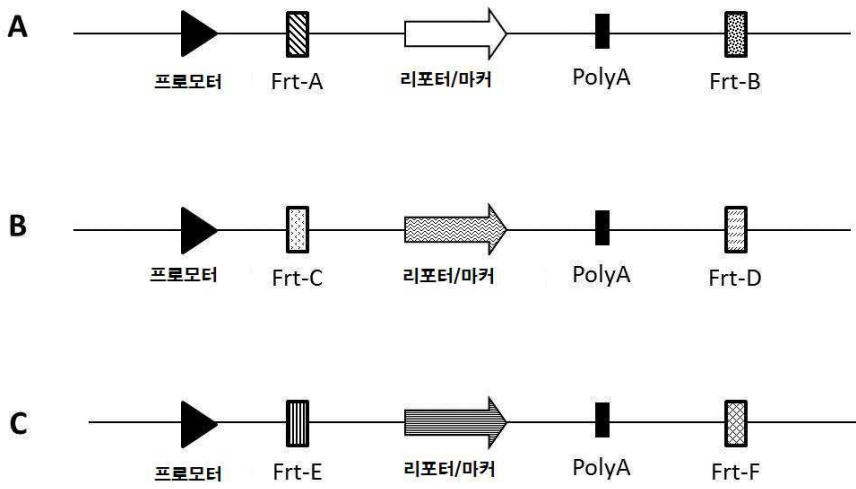 A
프로모터 Frt-A 리포터/마커 PolyA Frt-B
B
프로모터 Frt-C 리포터/마커 PolyA Frt-D
C
프로모터 Frt-E 리포터/마커 PolyA Frt-F